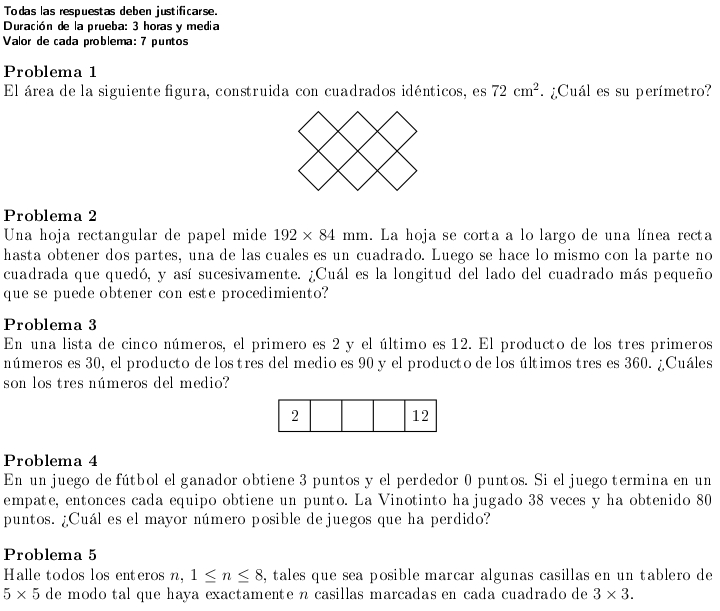 Todas las respuestas deben justificarse.
Duración de la prueba: 3 horas y media
Valor de cada problema: 7 puntos
Problema 1
El área de la siguiente figura, construida con cuadrados idénticos, es 72 cm². ¿Cuál es su perímetro?
Problema 2
Una hoja rectangular de papel mide 192 × 84 mm. La hoja se corta a lo largo de una línea recta
hasta obtener dos partes, una de las cuales es un cuadrado. Luego se hace lo mismo con la parte no
cuadrada que quedó, y así sucesivamente. ¿Cuál es la longitud del lado del cuadrado más pequeño
que se puede obtener con este procedimiento?
Problema 3
En una lista de cinco números, el primero es 2 y el último es 12. El producto de los tres primeros
números es 30, el producto de los tres del medio es 90 y el producto de los últimos tres es 360. ¿Cuáles
son los tres números del medio?
2 12
Problema 4
En un juego de fútbol el ganador obtiene 3 puntos y el perdedor 0 puntos. Si el juego termina en un
empate, entonces cada equipo obtiene un punto. La Vinotinto ha jugado 38 veces y ha obtenido 80
puntos. ¿Cuál es el mayor número posible de juegos que ha perdido?
Problema 5
Halle todos los enteros n, 1 ≤ n ≤ 8, tales que sea posible marcar algunas casillas en un tablero de
5 × 5 de modo tal que haya exactamente n casillas marcadas en cada cuadrado de 3 × 3.